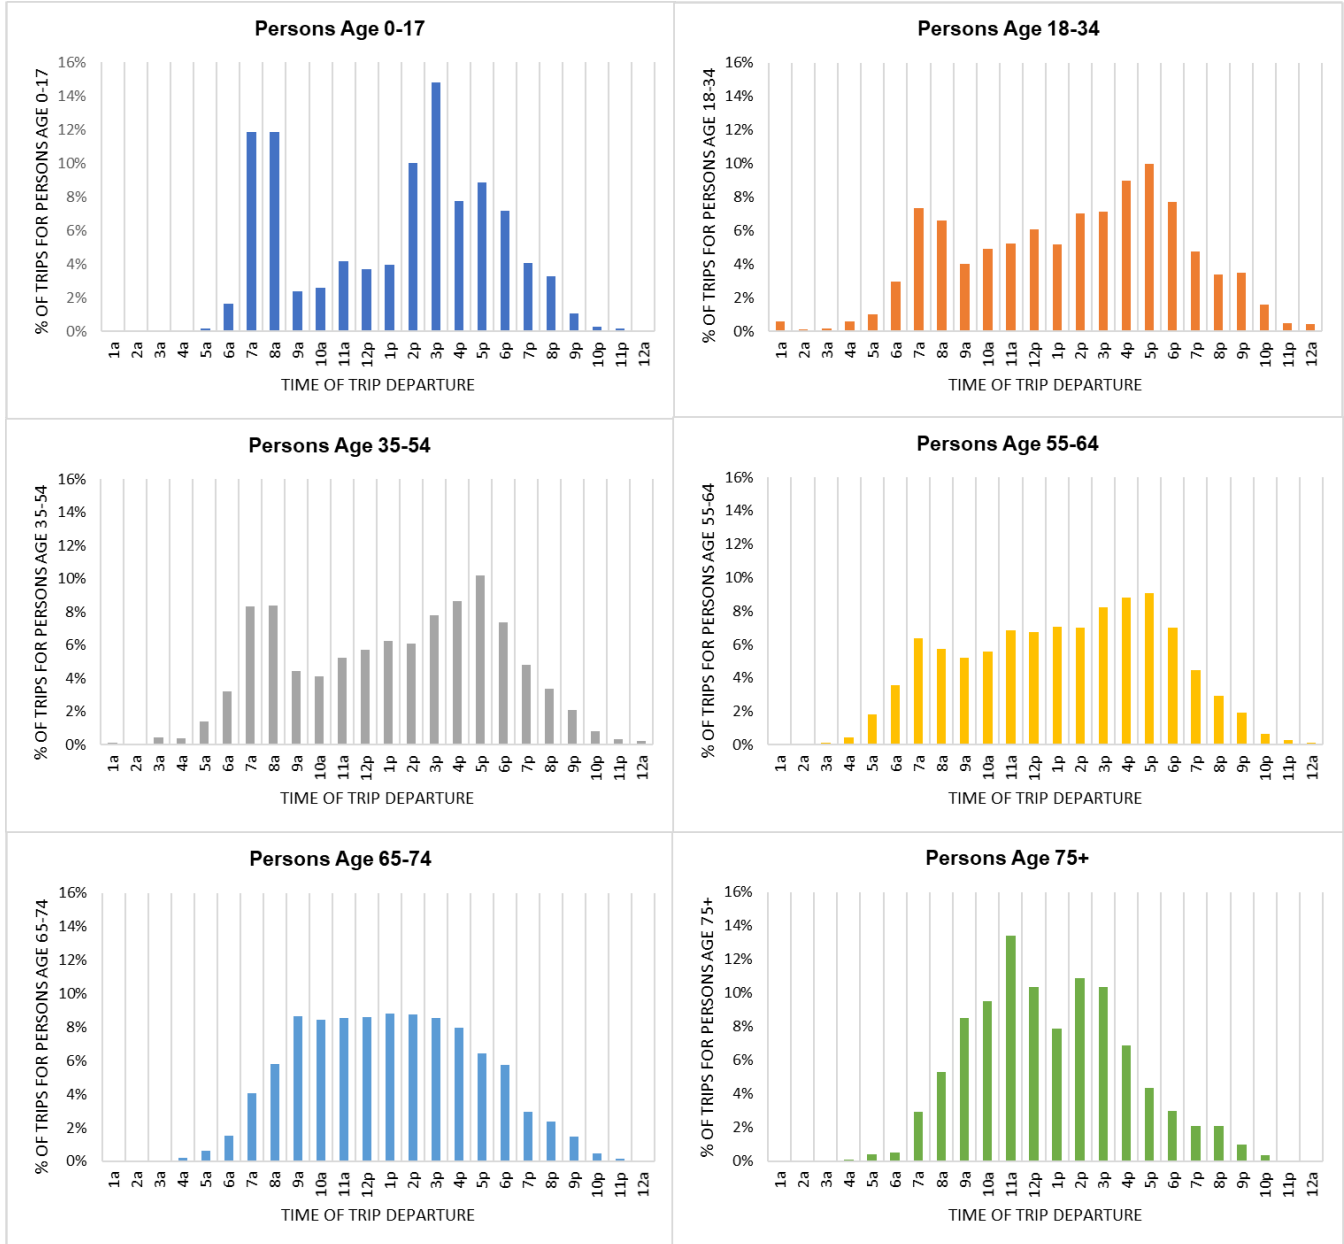 Persons Age 0-17
% OF TRIPS FOR PERSONS AGE 0-17
16%
14%
12%
10%
8%
6%
4%
2%
0%
1a 2a 3a 4a 5a 6a 7a 8a 9a 10a 11a 12p 1p 2p 3p 4p 5p 6p 7p 8p 9p 10p 11p 12a
TIME OF TRIP DEPARTURE
Persons Age 18-34
% OF TRIPS FOR PERSONS AGE 18-34
16%
14%
12%
10%
8%
6%
4%
2%
0%
1a 2a 3a 4a 5a 6a 7a 8a 9a 10a 11a 12p 1p 2p 3p 4p 5p 6p 7p 8p 9p 10p 11p 12a
TIME OF TRIP DEPARTURE
Persons Age 35-54
% OF TRIPS FOR PERSONS AGE 35-54
16%
14%
12%
10%
8%
6%
4%
2%
0%
1a 2a 3a 4a 5a 6a 7a 8a 9a 10a 11a 12p 1p 2p 3p 4p 5p 6p 7p 8p 9p 10p 11p 12a
TIME OF TRIP DEPARTURE
Persons Age 55-64
% OF TRIPS FOR PERSONS AGE 55-64
16%
14%
12%
10%
8%
6%
4%
2%
0%
1a 2a 3a 4a 5a 6a 7a 8a 9a 10a 11a 12p 1p 2p 3p 4p 5p 6p 7p 8p 9p 10p 11p 12a
TIME OF TRIP DEPARTURE
Persons Age 65-74
% OF TRIPS FOR PERSONS AGE 65-74
16%
14%
12%
10%
8%
6%
4%
2%
0%
1a 2a 3a 4a 5a 6a 7a 8a 9a 10a 11a 12p 1p 2p 3p 4p 5p 6p 7p 8p 9p 10p 11p 12a
TIME OF TRIP DEPARTURE
Persons Age 75+
% OF TRIPS FOR PERSONS AGE 75+
16%
14%
12%
10%
8%
6%
4%
2%
0%
1a 2a 3a 4a 5a 6a 7a 8a 9a 10a 11a 12p 1p 2p 3p 4p 5p 6p 7p 8p 9p 10p 11p 12a
TIME OF TRIP DEPARTURE